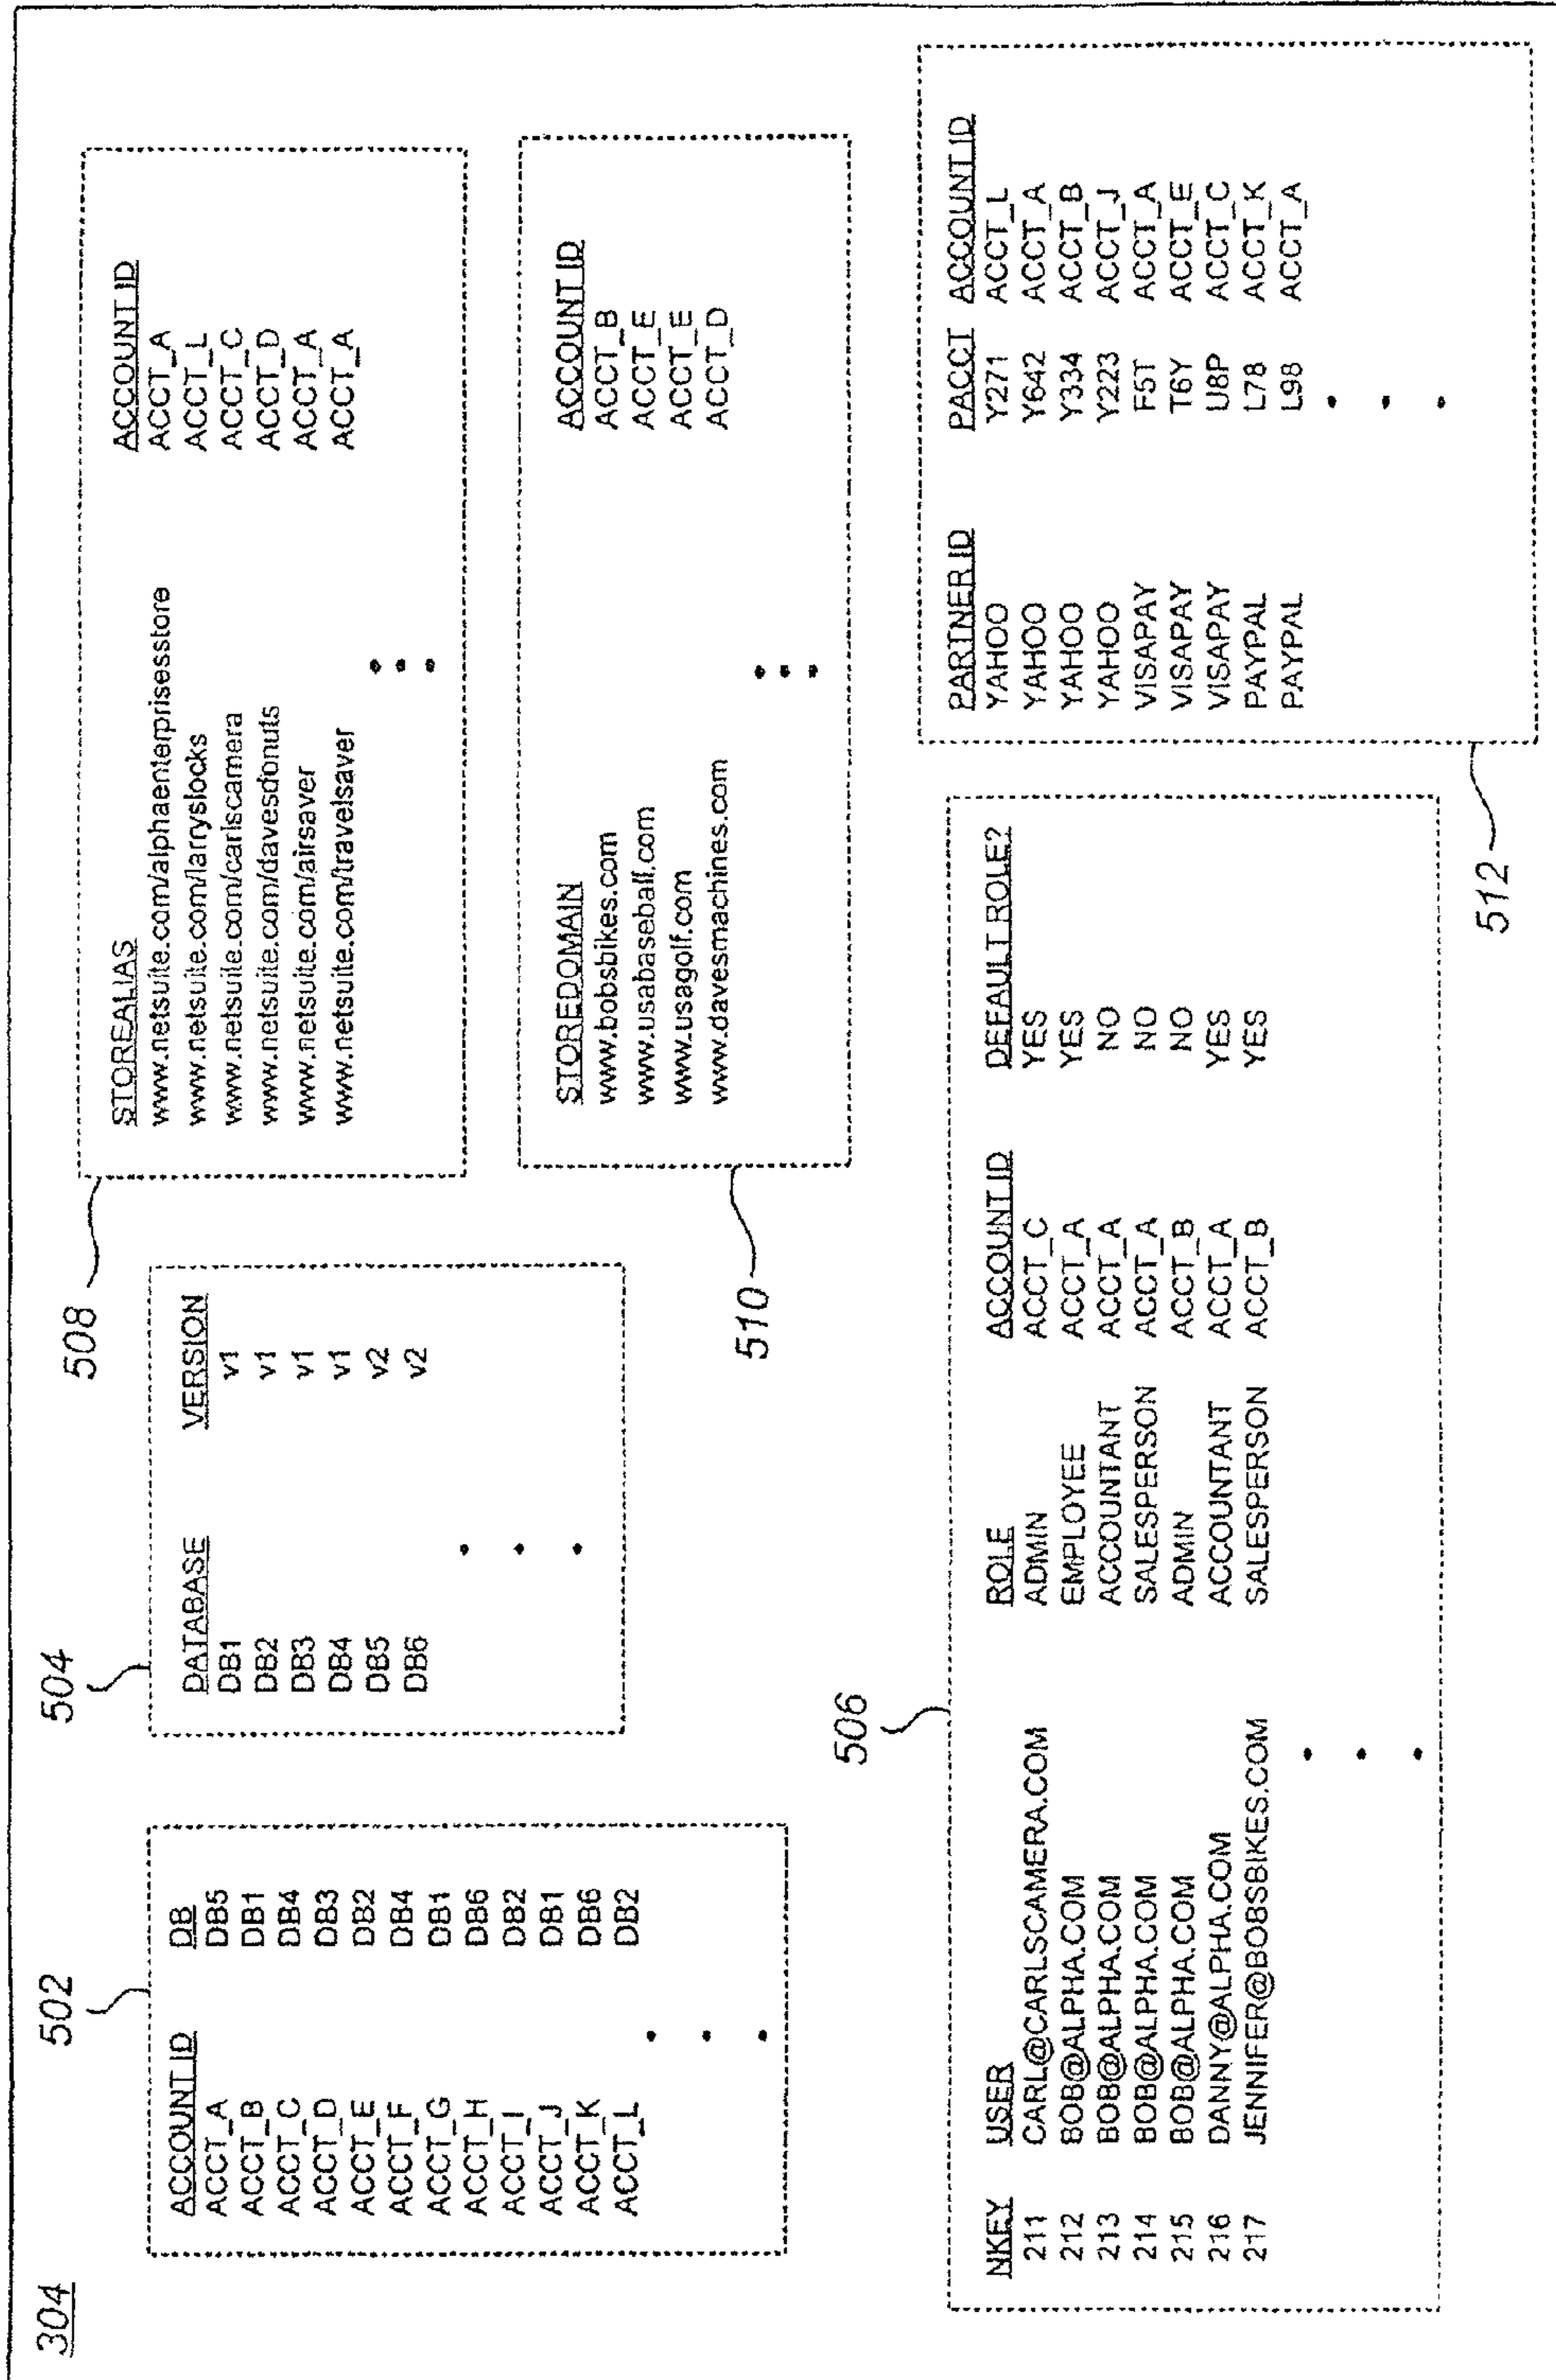 304
502
ACCOUNT ID DB
ACCT_A DB5
ACCT_B DB1
ACCT_C DB4
ACCT_D DB3
ACCT_E DB2
ACCT_F DB4
ACCT_G DB1
ACCT_H DB6
ACCT_I DB2
ACCT_J DB1
ACCT_K DB6
ACCT_L DB2
504
DATABASE VERSION
DB1 v1
DB2 v1
DB3 v1
DB4 v1
DB5 v2
DB6 v2
508
STOREALIAS ACCOUNT ID
www.netsuite.com/alphaenterprisesstore ACCT_A
www.netsuite.com/larryslocks ACCT_L
www.netsuite.com/carlscamera ACCT_C
www.netsuite.com/davesdonuts ACCT_D
www.netsuite.com/airsaver ACCT_A
www.netsuite.com/travelsaver ACCT_A
510
STOREDOMAIN ACCOUNT ID
www.bobsbikes.com ACCT_B
www.usabaseball.com ACCT_E
www.usagolf.com ACCT_E
www.davesmachines.com ACCT_D
506
NKEY USER ROLE ACCOUNT ID DEFAULT ROLE?
211 CARL@CARLSCAMERA.COM ADMIN ACCT_C YES
212 BOB@ALPHA.COM EMPLOYEE ACCT_A YES
213 BOB@ALPHA.COM ACCOUNTANT ACCT_A NO
214 BOB@ALPHA.COM SALESPERSON ACCT_A NO
215 BOB@ALPHA.COM ADMIN ACCT_B NO
216 DANNY@ALPHA.COM ACCOUNTANT ACCT_A YES
217 JENNIFER@BOBSBIKES.COM SALESPERSON ACCT_B YES
512
PARTNER ID PACCI ACCOUNT ID
YAHOO Y271 ACCT_L
YAHOO Y642 ACCT_A
YAHOO Y334 ACCT_B
YAHOO Y223 ACCT_J
VISAPAY F5T ACCT_A
VISAPAY T6Y ACCT_E
VISAPAY U8P ACCT_C
PAYPAL L78 ACCT_K
PAYPAL L98 ACCT_A